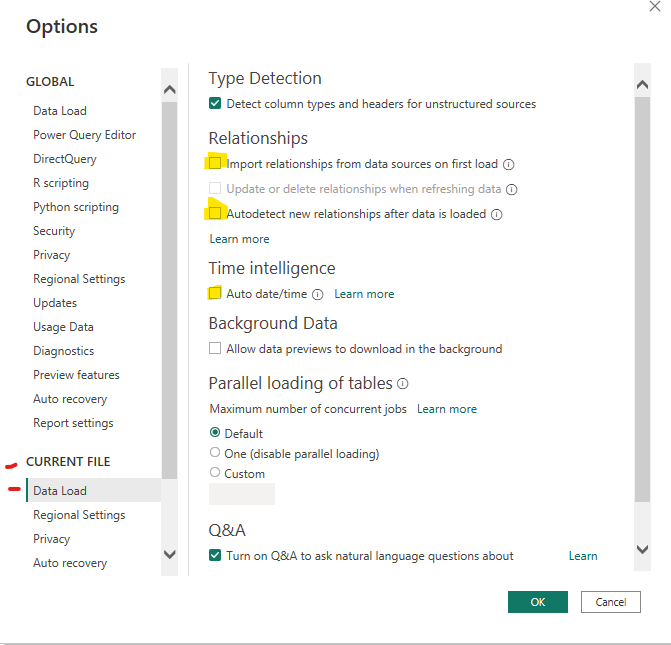 Options
GLOBAL
Data Load
Power Query Editor
DirectQuery
R scripting
Python scripting
Security
Privacy
Regional Settings
Updates
Usage Data
Diagnostics
Preview features
Auto recovery
Report settings
CURRENT FILE
Data Load
Regional Settings
Privacy
Auto recovery
Type Detection
Detect column types and headers for unstructured sources
Relationships
Import relationships from data sources on first load
Update or delete relationships when refreshing data
Autodetect new relationships after data is loaded
Learn more
Time intelligence
Auto date/time Learn more
Background Data
Allow data previews to download in the background
Parallel loading of tables
Maximum number of concurrent jobs Learn more
Default
One (disable parallel loading)
Custom
Q&A
Turn on Q&A to ask natural language questions about Learn
OK Cancel